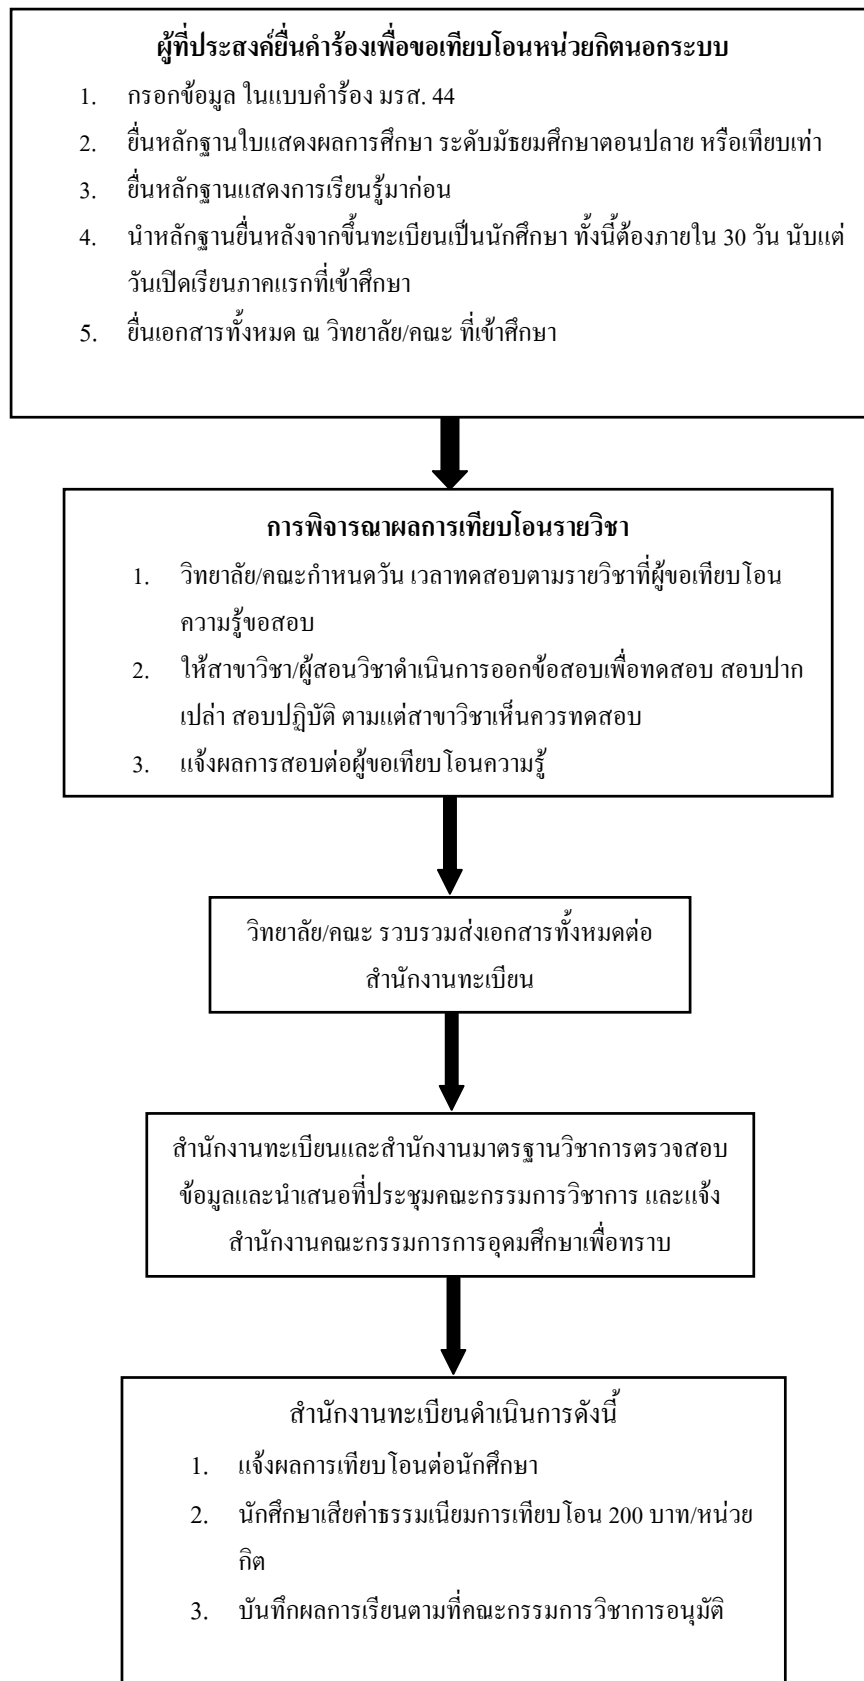 ผู้ที่ประสงค์ยื่นคำร้องเพื่อขอเทียบโอนหน่วยกิตนอกระบบ
1. กรอกข้อมูล ในแบบคำร้อง มรส. 44
2. ยื่นหลักฐานใบแสดงผลการศึกษา ระดับมัธยมศึกษาตอนปลาย หรือเทียบเท่า
3. ยื่นหลักฐานแสดงการเรียนรู้มาก่อน
4. นำหลักฐานยื่นหลังจากขึ้นทะเบียนเป็นนักศึกษา ทั้งนี้ต้องภายใน 30 วัน นับแต่
วันเปิดเรียนภาคแรกที่เข้าศึกษา
5. ยื่นเอกสารทั้งหมด ณ วิทยาลัย/คณะ ที่เข้าศึกษา
การพิจารณาผลการเทียบโอนรายวิชา
1. วิทยาลัย/คณะกำหนดวัน เวลาทดสอบตามรายวิชาที่ผู้ขอเทียบโอน
ความรู้ขอสอบ
2. ให้สาขาวิชา/ผู้สอนวิชาดำเนินการออกข้อสอบเพื่อทดสอบ สอบปาก
เปล่า สอบปฏิบัติ ตามแต่สาขาวิชาเห็นควรทดสอบ
3. แจ้งผลการสอบต่อผู้ขอเทียบโอนความรู้
วิทยาลัย/คณะ รวบรวมส่งเอกสารทั้งหมดต่อ
สำนักงานทะเบียน
สำนักงานทะเบียนและสำนักงานมาตรฐานวิชาการตรวจสอบ
ข้อมูลและนำเสนอที่ประชุมคณะกรรมการวิชาการ และแจ้ง
สำนักงานคณะกรรมการการอุดมศึกษาเพื่อทราบ
สำนักงานทะเบียนดำเนินการดังนี้
1. แจ้งผลการเทียบโอนต่อนักศึกษา
2. นักศึกษาเสียค่าธรรมเนียมการเทียบโอน 200 บาท/หน่วย
กิต
3. บันทึกผลการเรียนตามที่คณะกรรมการวิชาการอนุมัติ